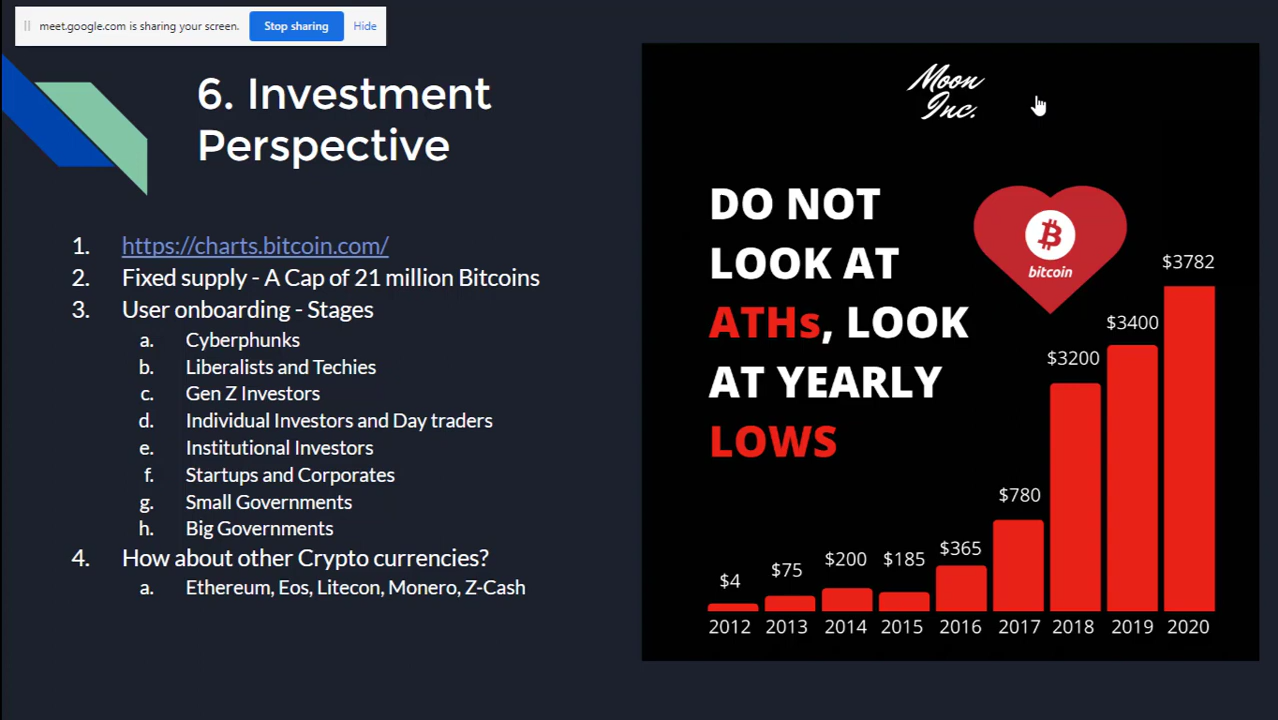 meet.google.com is sharing your screen. Stop sharing Hide
6. Investment
Perspective
1. https://charts.bitcoin.com/
2. Fixed supply - A Cap of 21 million Bitcoins
3. User onboarding - Stages
a. Cyberphunks
b. Liberalists and Techies
c. Gen Z Investors
d. Individual Investors and Day traders
e. Institutional Investors
f. Startups and Corporates
g. Small Governments
h. Big Governments
4. How about other Crypto currencies?
a. Ethereum, Eos, Litecon, Monero, Z-Cash
Moon
Inc.
DO NOT
LOOK AT
ATHs, LOOK
AT YEARLY
LOWS
bitcoin
$4 $75 $200 $185 $365 $780 $3200 $3400 $3782
2012 2013 2014 2015 2016 2017 2018 2019 2020